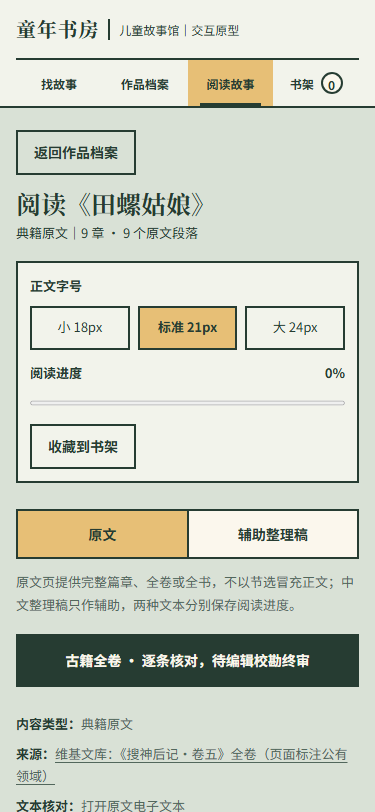 童年书房 儿童故事馆｜交互原型
找故事 作品档案 阅读故事 书架 0
返回作品档案
阅读《田螺姑娘》
典籍原文｜9 章 · 9 个原文段落
正文字号
小 18px 标准 21px 大 24px
阅读进度 0%
收藏到书架
原文 辅助整理稿
原文页提供完整篇章、全卷或全书，不以节选冒充正文；中
文整理稿只作辅助，两种文本分别保存阅读进度。
古籍全卷 · 逐条核对，待编辑校勘终审
内容类型：典籍原文
来源：维基文库：《搜神后记·卷五》全卷（页面标注公有
领域）
文本核对：打开原文电子文本